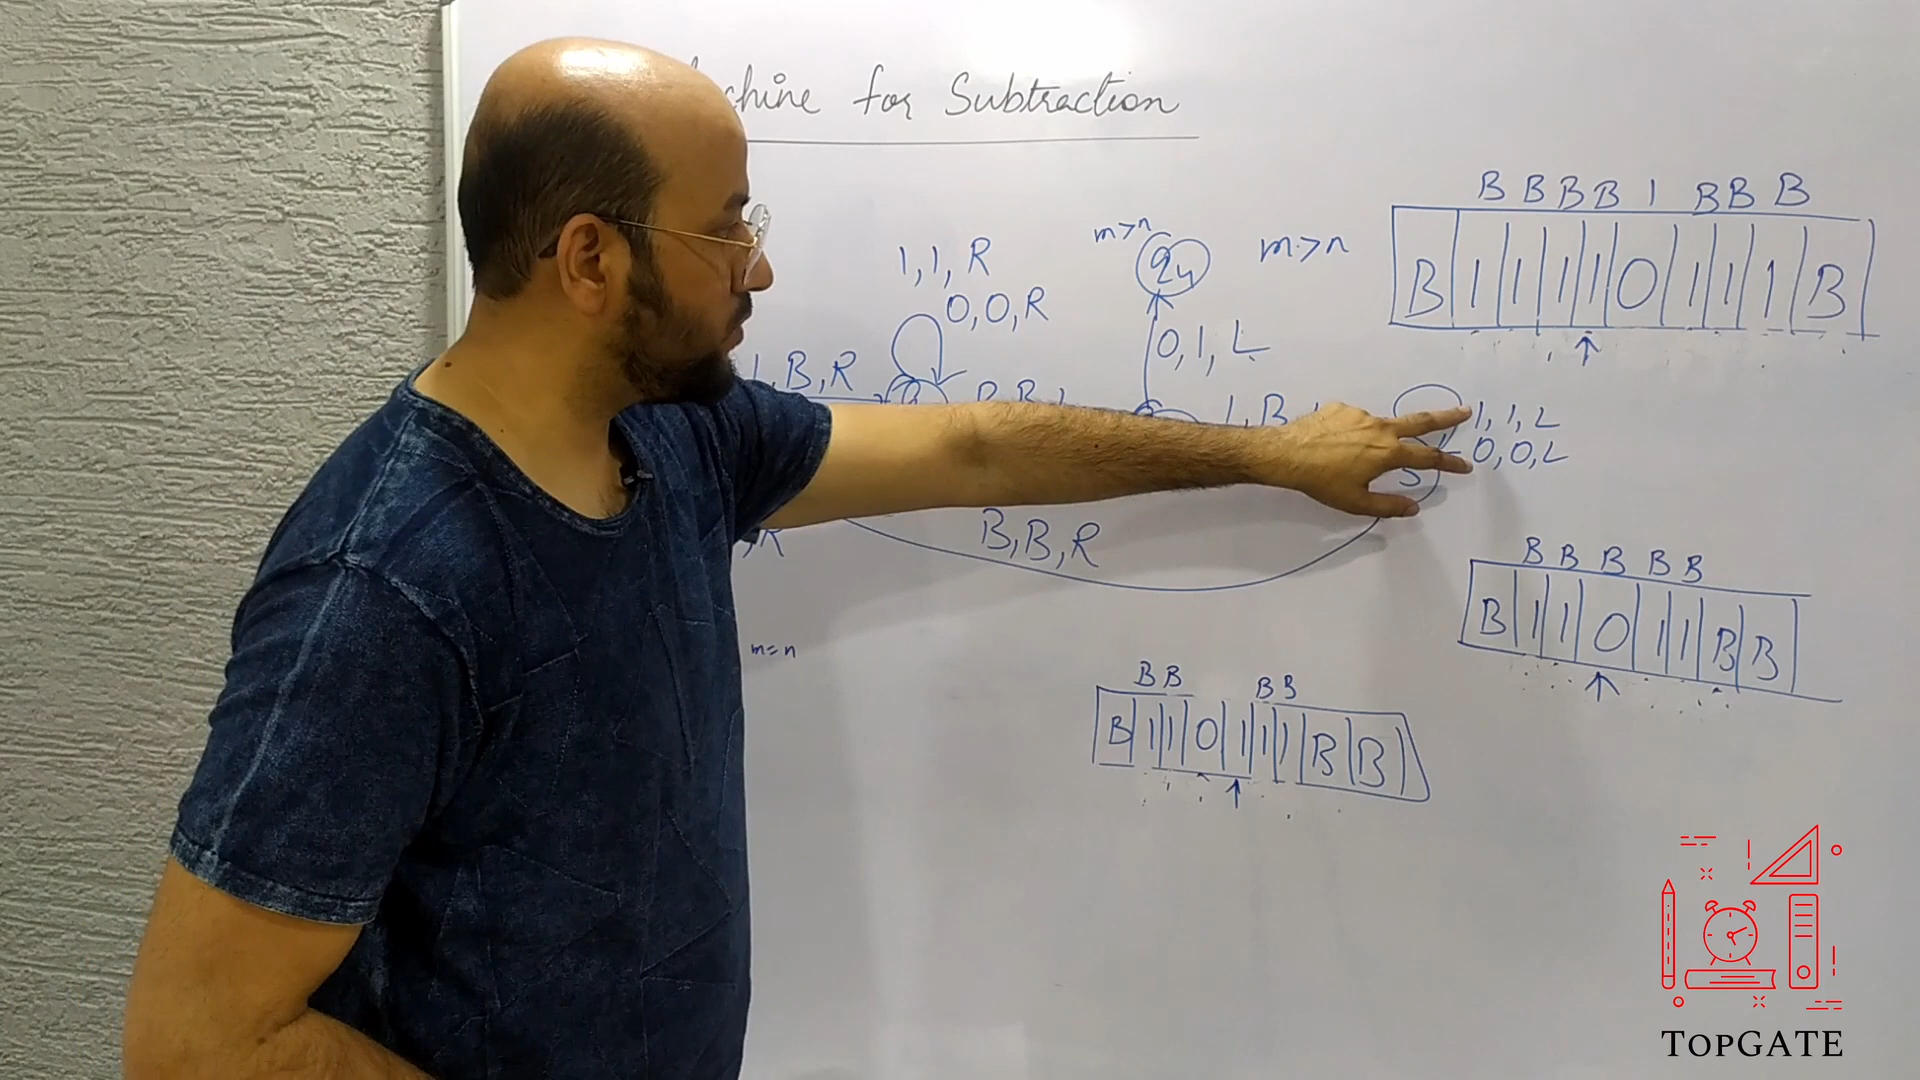 chine for Subtraction
B B B B 1 B B B
m>n
q4
m>n
1, 1, R
0, 0, R
B 1 1 1 1 0 1 1 1 B
0, 1, L
, B, R
1, B,
1, 1, L
0, 0, L
B, B, R
B B B B B
B 1 1 0 1 1 B B
m=n
B B B B
B 1 1 0 1 1 1 B B
TOPGATE